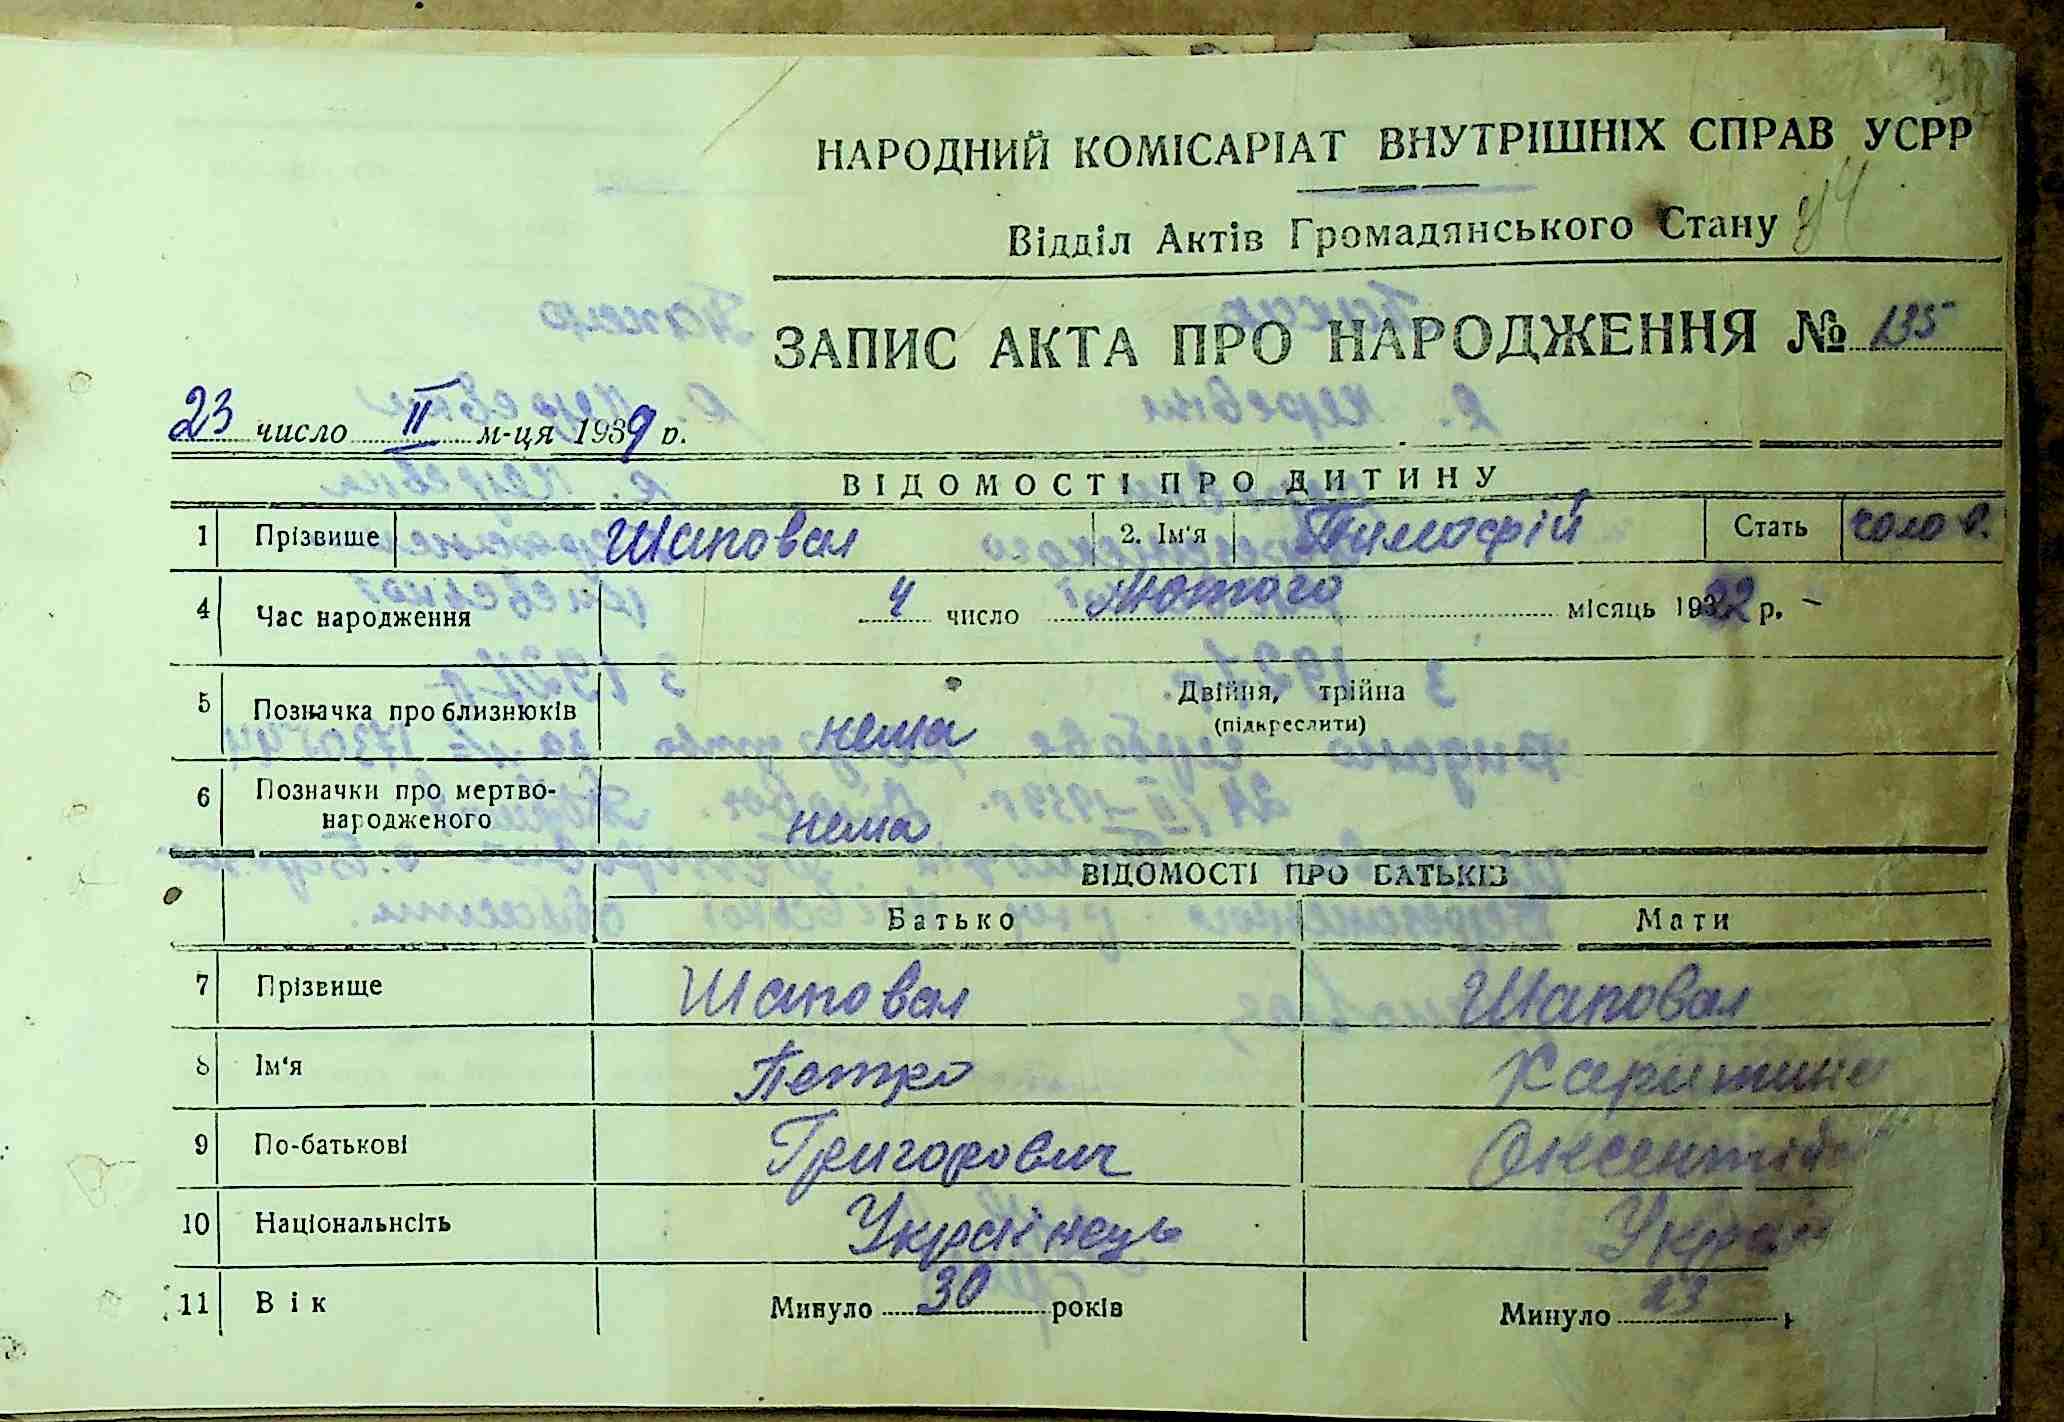 НАРОДНИЙ КОМІСАРІАТ ВНУТРІШНІХ СПРАВ УСРР
Відділ Актів Громадянського Стану
ЗАПИС АКТА ПРО НАРОДЖЕННЯ № 135
23 число II м-ця 1939 р.
ВІДОМОСТІ ПРО ДИТИНУ
1 Прізвище Шаповал 2. Ім'я Тимофій Стать чолов.
4 Час народження 4 число Лютого місяць 1922 р.
5 Позначка про близнюків нема Двійня, трійна
(підкреслити)
6 Позначки про мертво-
народженого нема
ВІДОМОСТІ ПРО БАТЬКІВ
Батько Мати
7 Прізвище Шаповал Шаповал
8 Ім'я Петро Харитина
9 По-батькові Григорович
10 Національнсіть Українець
11 Вік Минуло 30 років Минуло 23